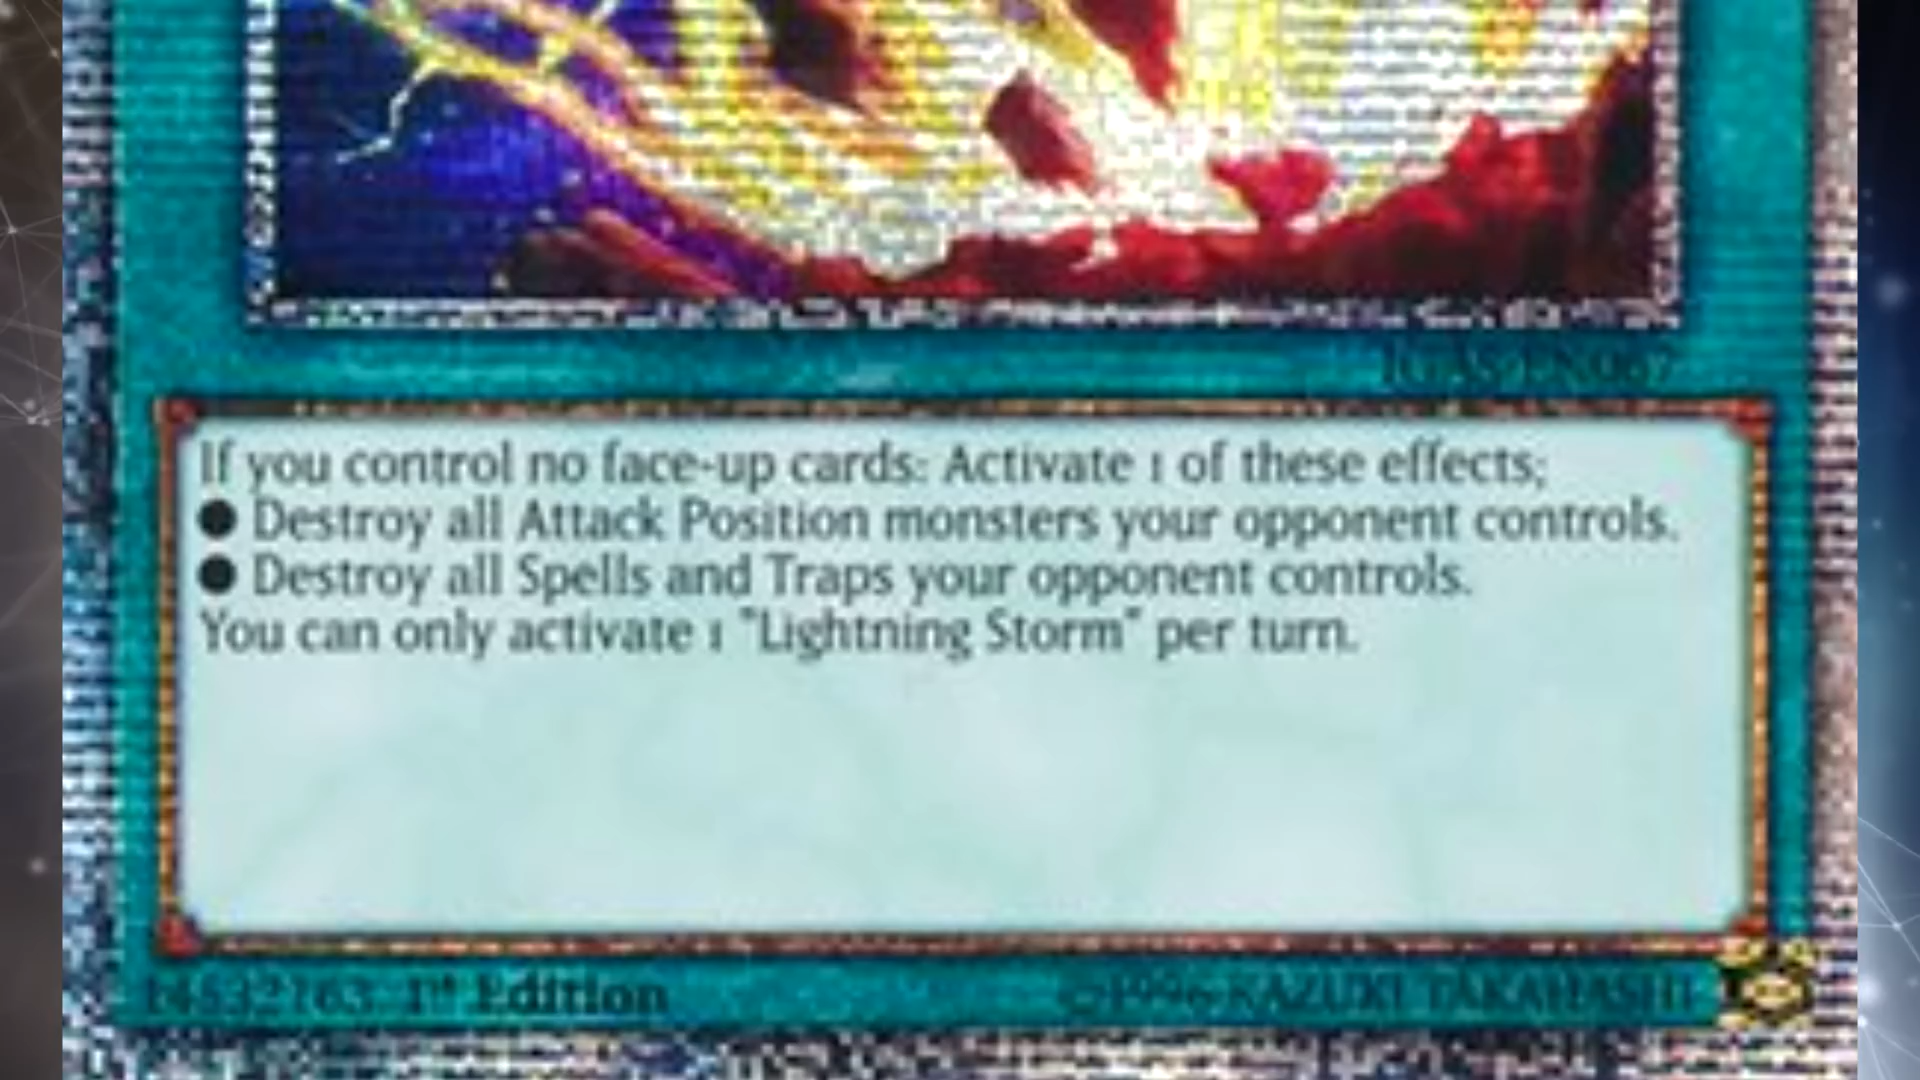 If you control no face-up cards: Activate 1 of these effects;
● Destroy all Attack Position monsters your opponent controls.
● Destroy all Spells and Traps your opponent controls.
You can only activate 1 "Lightning Storm" per turn.
14532163 1st Edition
©1996 KAZUKI TAKAHASHI